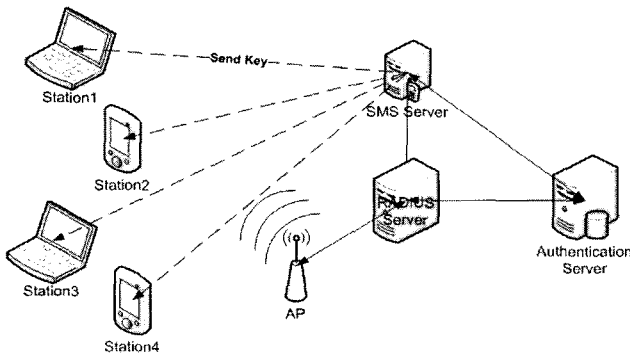 Send Key
Station1
SMS Server
Station2
RADIUS
Server
Authentication
Server
Station3
AP
Station4